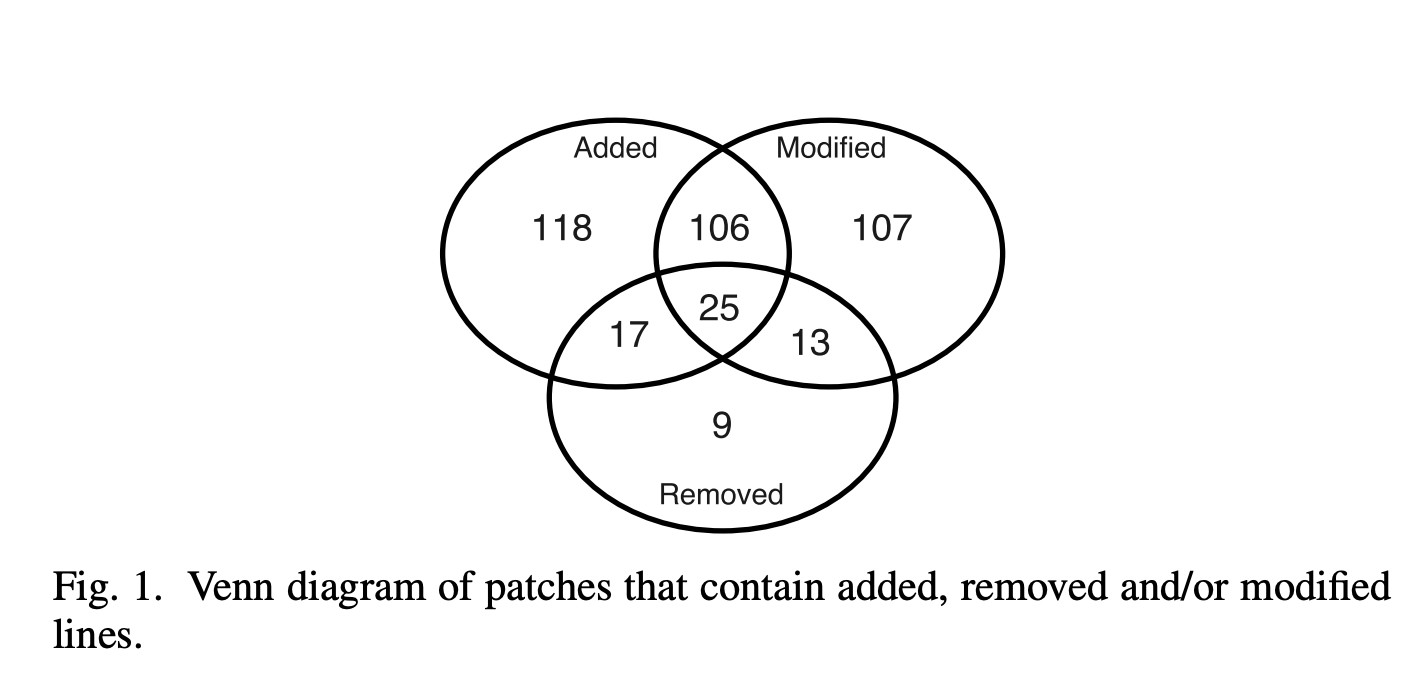 Added Modified
118 106 107
25
17 13
9
Removed
Fig. 1. Venn diagram of patches that contain added, removed and/or modified
lines.